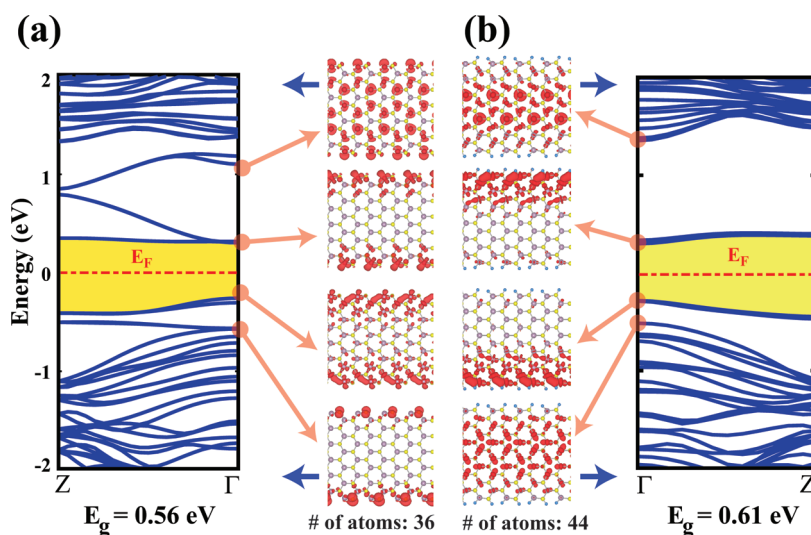 (a)
(b)
Energy (eV)
2
1
0
-1
-2
E_F
E_F
Z
Γ
Γ
Z
E_g = 0.56 eV
# of atoms: 36
# of atoms: 44
E_g = 0.61 eV